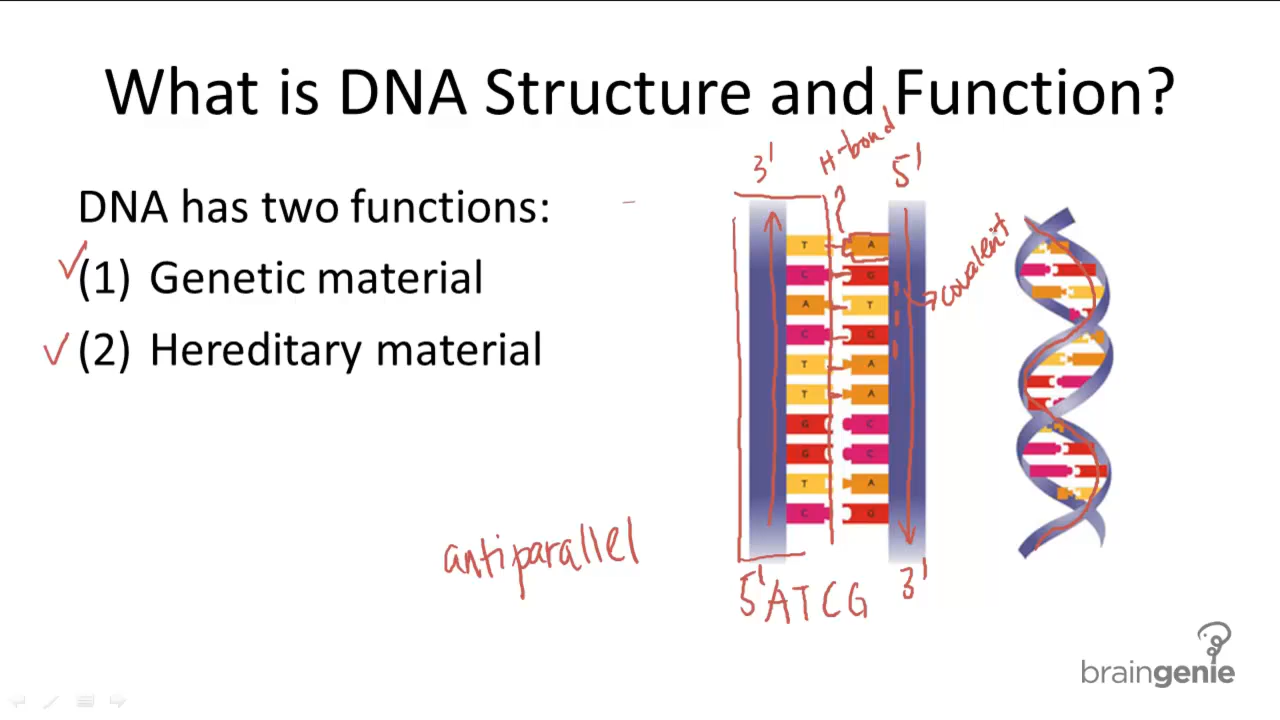 What is DNA Structure and Function?
DNA has two functions:
(1) Genetic material
(2) Hereditary material
3' H-bond 5'
covalent
T A
C G
A T
C G
T A
T A
G C
G C
T A
C G
antiparallel
5' ATCG 3'
braingenie